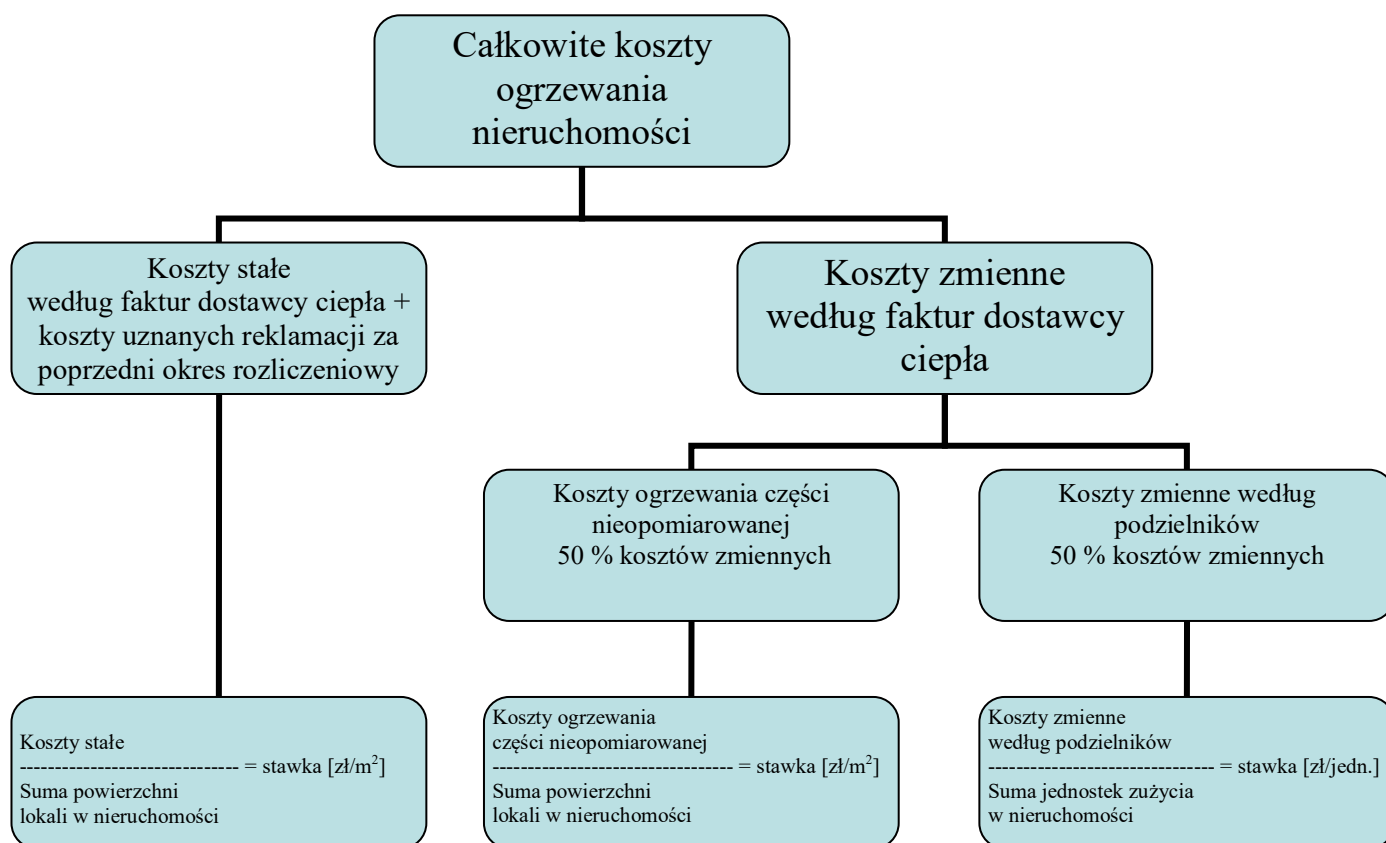 Całkowite koszty
ogrzewania
nieruchomości
Koszty stałe
według faktur dostawcy ciepła +
koszty uznanych reklamacji za
poprzedni okres rozliczeniowy
Koszty zmienne
według faktur dostawcy
ciepła
Koszty ogrzewania części
nieopomiarowanej
50 % kosztów zmiennych
Koszty zmienne według
podzielników
50 % kosztów zmiennych
Koszty stałe
------------------------------- = stawka [zł/m²]
Suma powierzchni
lokali w nieruchomości
Koszty ogrzewania
części nieopomiarowanej
---------------------------------- = stawka [zł/m²]
Suma powierzchni
lokali w nieruchomości
Koszty zmienne
według podzielników
-------------------------------- = stawka [zł/jedn.]
Suma jednostek zużycia
w nieruchomości